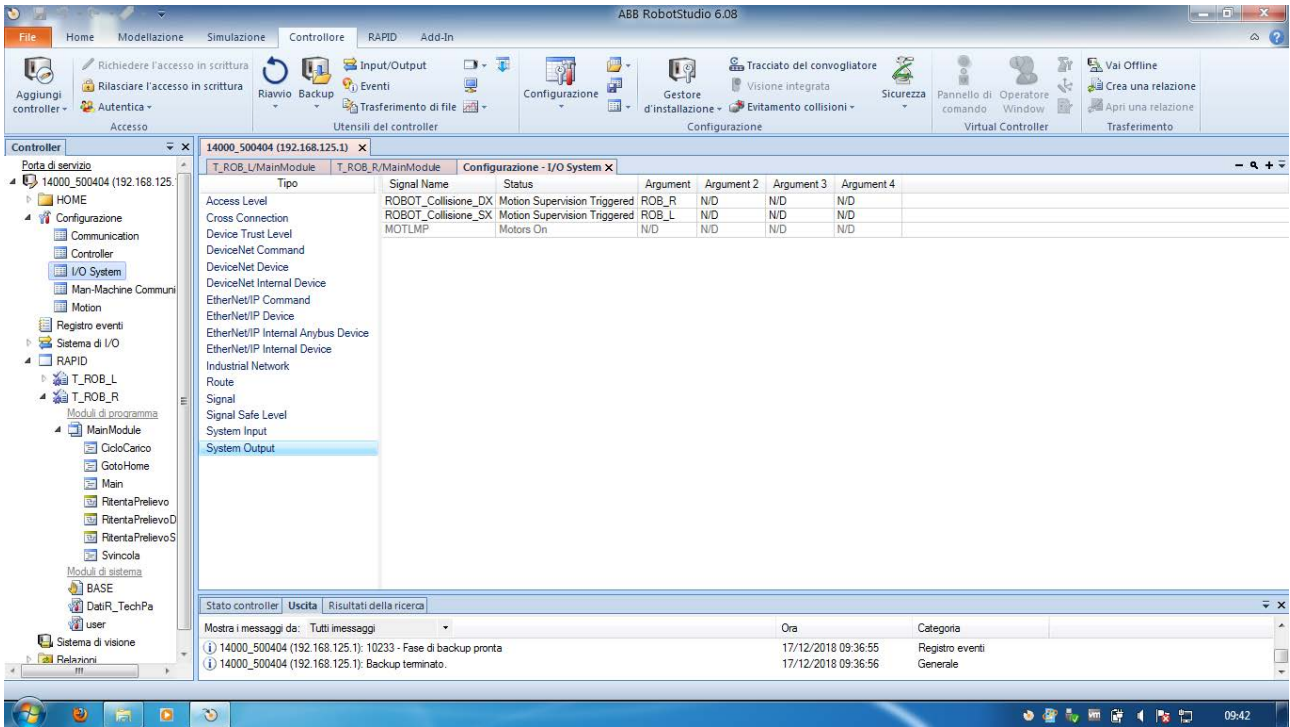 ABB RobotStudio 6.08
File Home Modellazione Simulazione Controllore RAPID Add-In
Aggiungi controller
Richiedere l'accesso in scrittura
Rilasciare l'accesso in scrittura
Autentica
Accesso
Riavvio Backup
Input/Output
Eventi
Trasferimento di file
Utensili del controller
Configurazione
Gestore d'installazione
Tracciato del convogliatore
Visione integrata
Evitamento collisioni
Sicurezza
Configurazione
Pannello di comando
Operatore Window
Virtual Controller
Vai Offline
Crea una relazione
Apri una relazione
Trasferimento
Controller
Porta di servizio
14000_500404 (192.168.125.
HOME
Configurazione
Communication
Controller
I/O System
Man-Machine Communi
Motion
Registro eventi
Sistema di I/O
RAPID
T_ROB_L
T_ROB_R
Moduli di programma
MainModule
CicloCarico
GotoHome
Main
RitentaPrelievo
RitentaPrelievoD
RitentaPrelievoS
Svincola
Moduli di sistema
BASE
DatiR_TechPa
user
Sistema di visione
Relazioni
14000_500404 (192.168.125.1)
T_ROB_L/MainModule T_ROB_R/MainModule Configurazione - I/O System
Tipo
Access Level
Cross Connection
Device Trust Level
DeviceNet Command
DeviceNet Device
DeviceNet Internal Device
EtherNet/IP Command
EtherNet/IP Device
EtherNet/IP Internal Anybus Device
EtherNet/IP Internal Device
Industrial Network
Route
Signal
Signal Safe Level
System Input
System Output
Signal Name Status Argument Argument 2 Argument 3 Argument 4
ROBOT_Collisione_DX Motion Supervision Triggered ROB_R N/D N/D N/D
ROBOT_Collisione_SX Motion Supervision Triggered ROB_L N/D N/D N/D
MOTLMP Motors On N/D N/D N/D N/D
Stato controller Uscita Risultati della ricerca
Mostra i messaggi da: Tutti imessaggi Ora Categoria
14000_500404 (192.168.125.1): 10233 - Fase di backup pronta 17/12/2018 09:36:55 Registro eventi
14000_500404 (192.168.125.1): Backup terminato. 17/12/2018 09:36:56 Generale
09:42